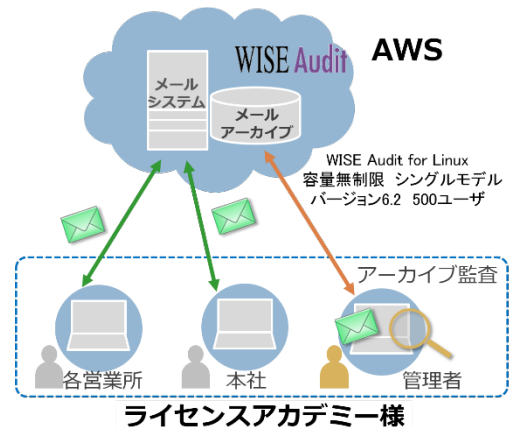 WISE Audit
AWS
メール
システム
メール
アーカイブ
WISE Audit for Linux
容量無制限 シングルモデル
バージョン6.2 500ユーザ
アーカイブ監査
各営業所
本社
管理者
ライセンスアカデミー様